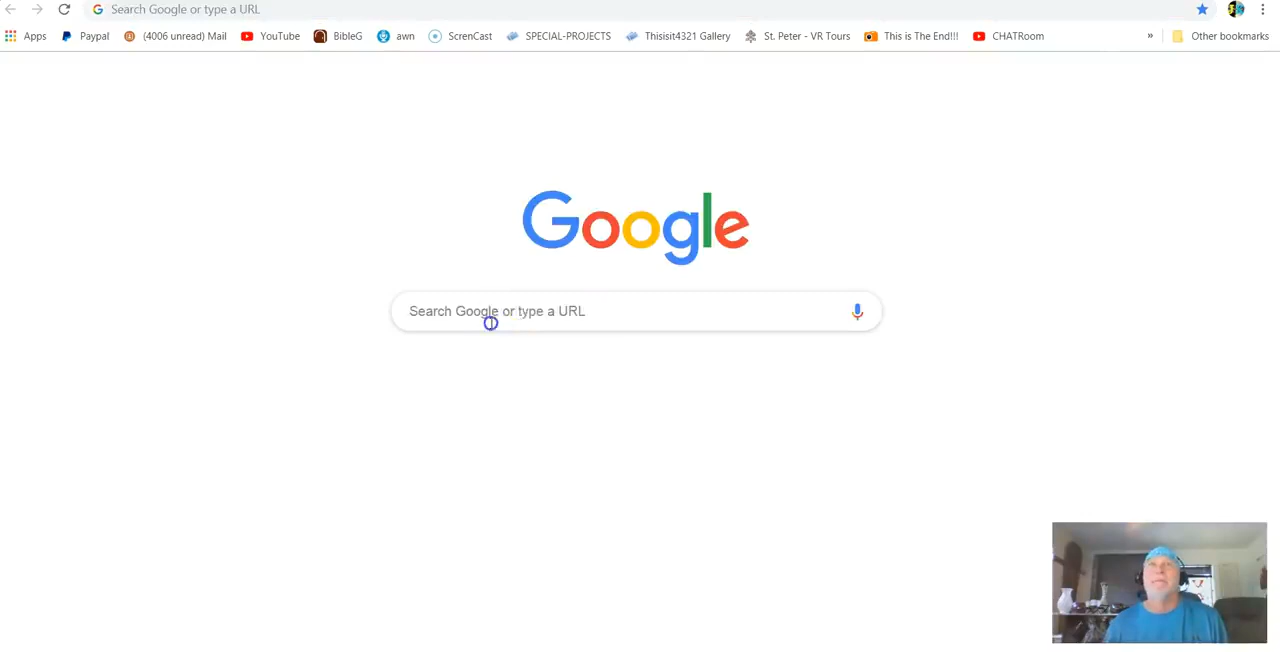 Search Google or type a URL
Apps Paypal (4006 unread) Mail YouTube BibleG awn ScrenCast SPECIAL-PROJECTS Thisisit4321 Gallery St. Peter - VR Tours This is The End!!! CHATRoom » Other bookmarks
Google
Search Google or type a URL